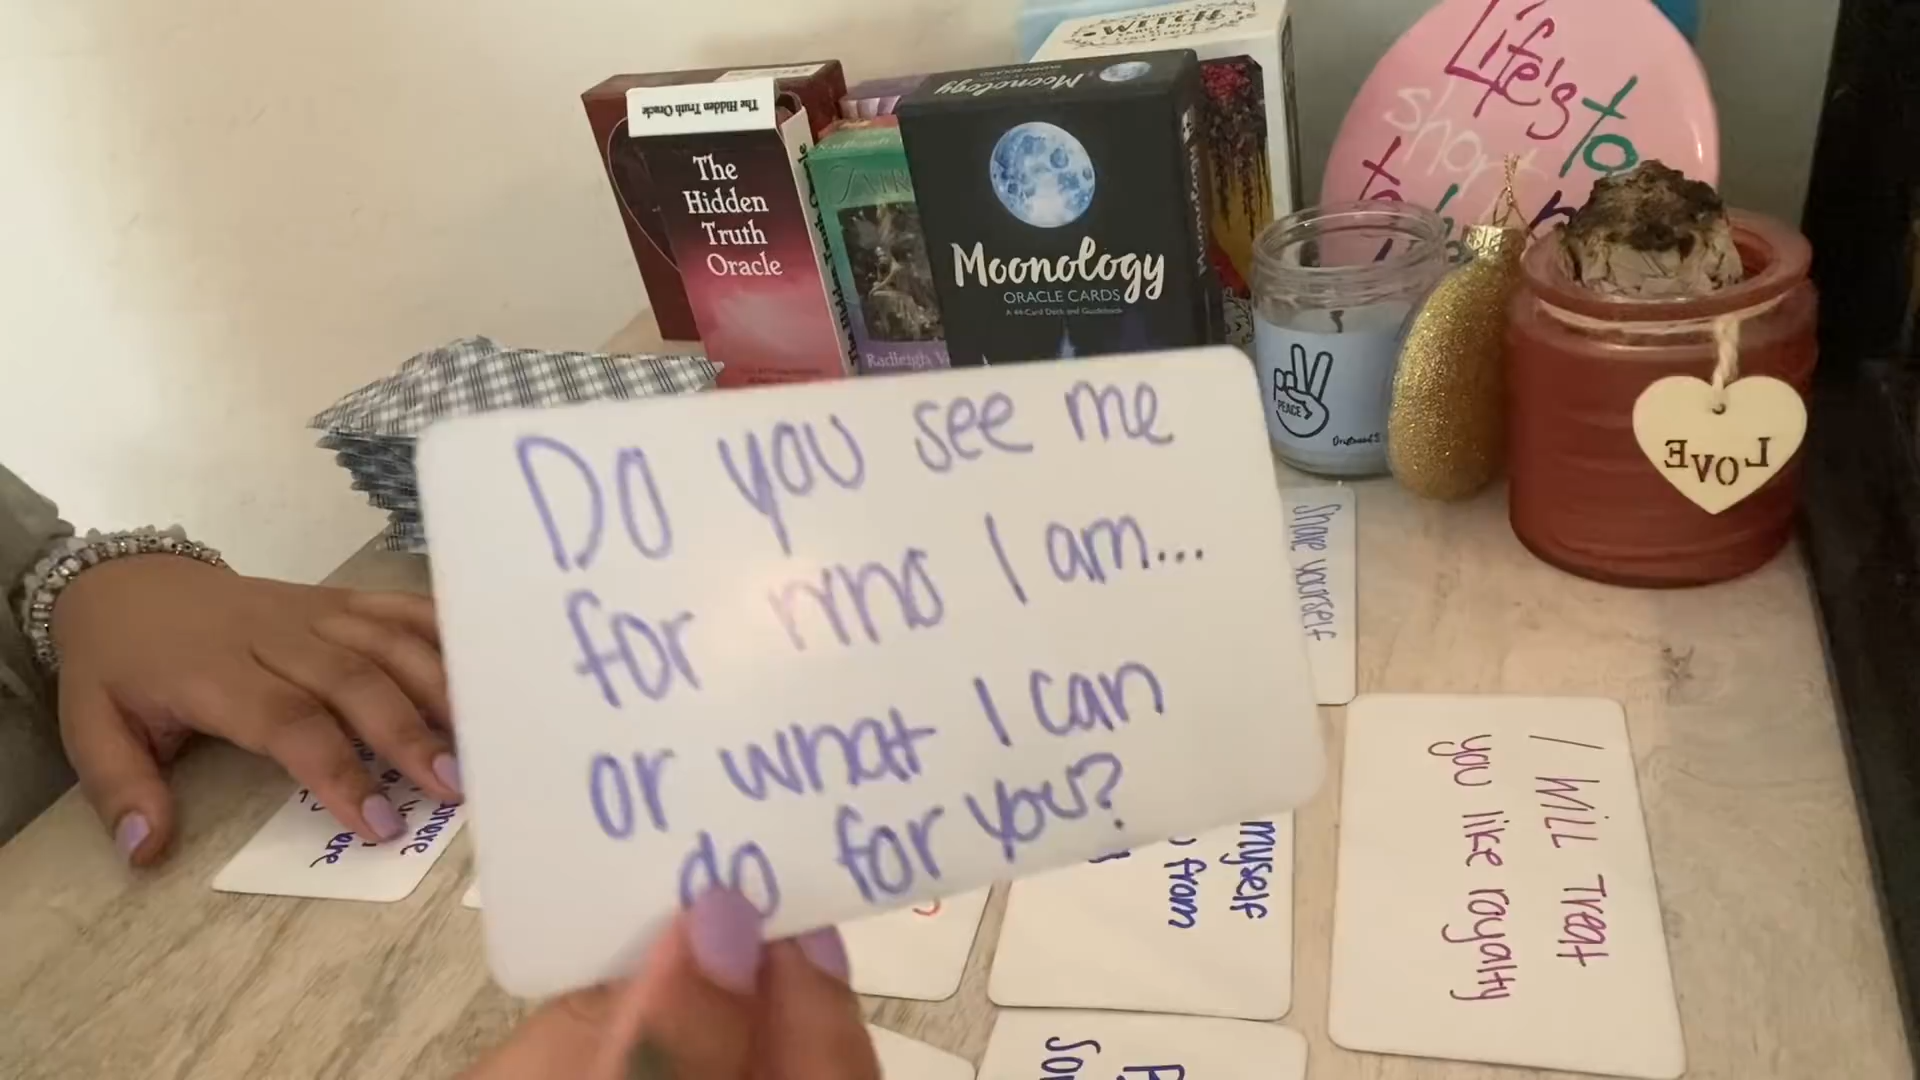 Do you see me
for who I am...
or what I can
do for you?
I WILL Treat
you like royalty
share yourself
myself
from
The Hidden Truth Oracle
The
Hidden
Truth
Oracle
Moonology
Moonology
ORACLE CARDS
A 44-Card Deck and Guidebook
WITCH
Radleigh
Life's to
short
PEACE
LOVE